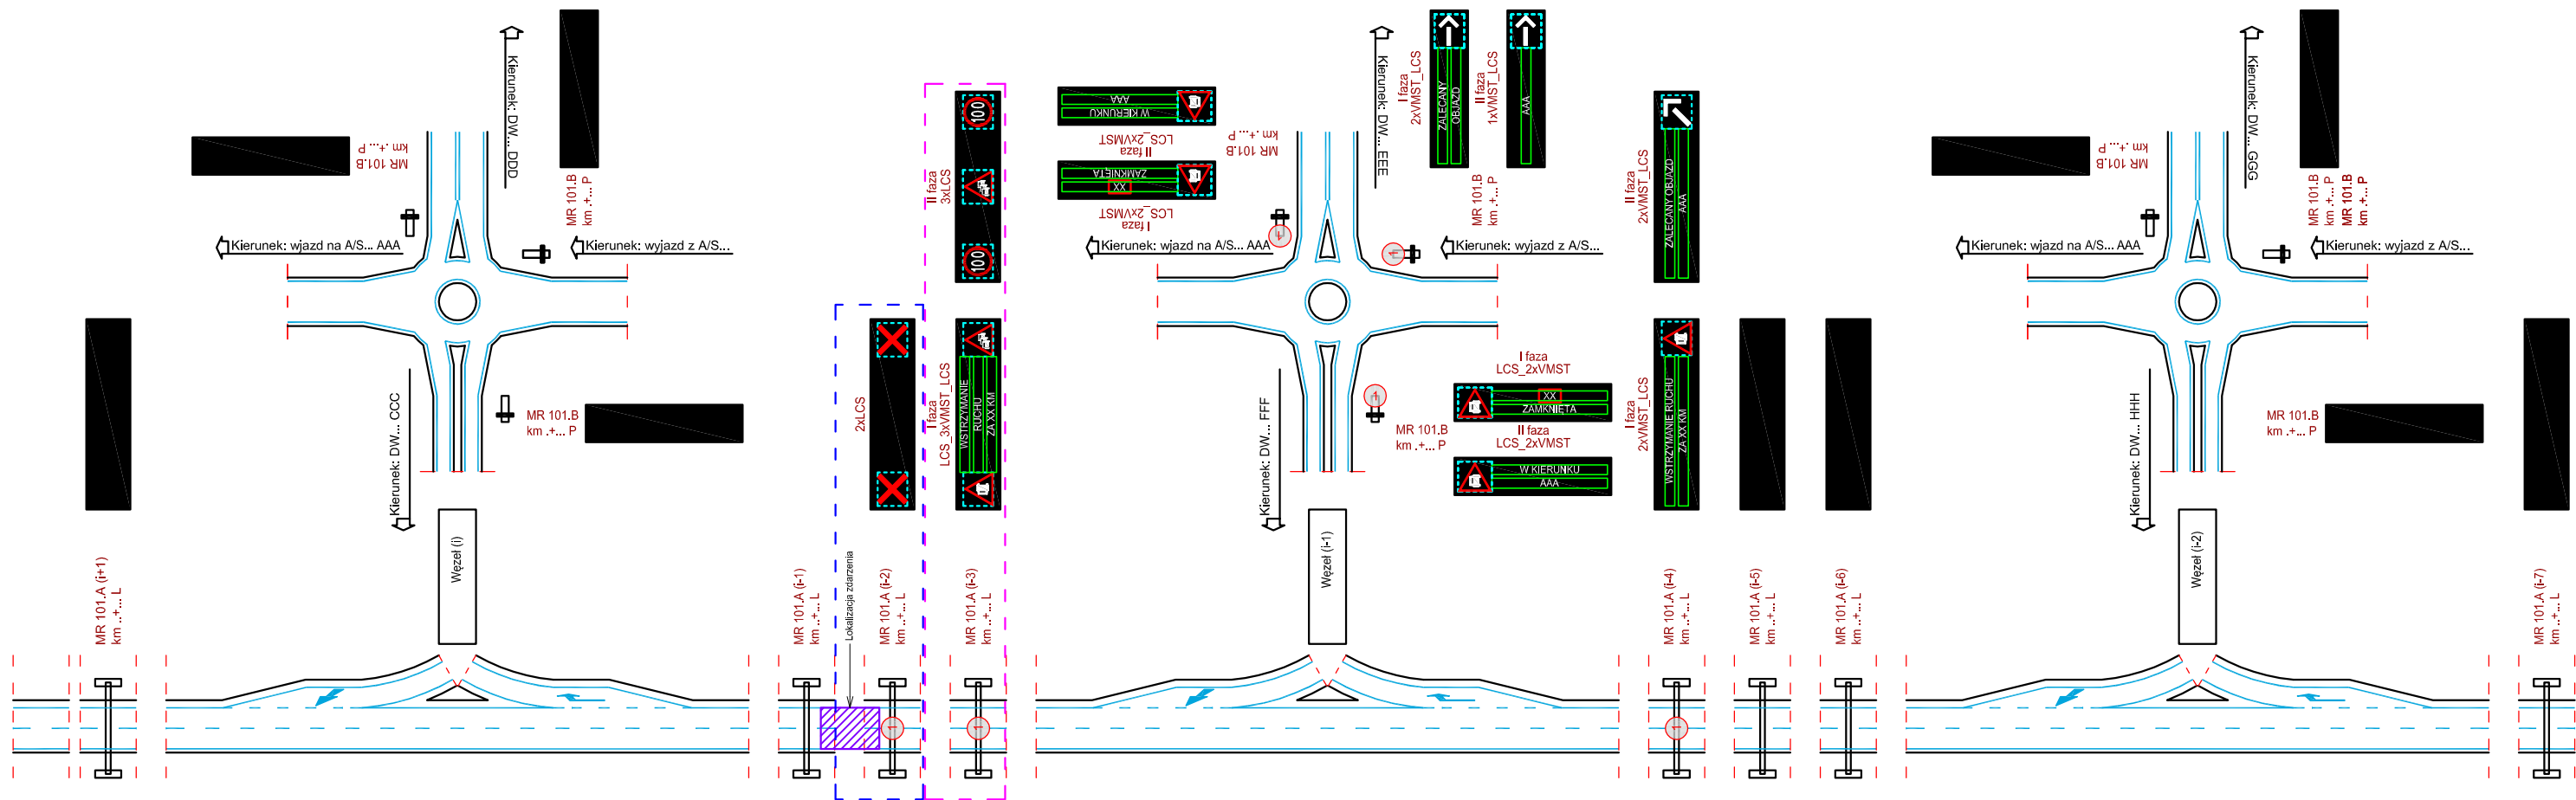 Kierunek: DW... DDD
MR 101.B
km .+... P
MR 101.B
km .+... P
Kierunek: wjazd na A/S... AAA
Kierunek: wyjazd z A/S...
Kierunek: DW... CCC
MR 101.B
km .+... P
Węzeł (i)
MR 101.A (i+1)
km ..+... L
MR 101.A (i-1)
km ..+... L
Lokalizacja zdarzenia
2xLCS
MR 101.A (i-2)
km ..+... L
II faza
3xLCS
100
100
I faza
LCS_3xVMST_LCS
WSTRZYMANIE
RUCHU
ZA XX KM
MR 101.A (i-3)
km ..+... L
W KIERUNKU
AAA
II faza
LCS_2xVMST
XX
ZAMKNIĘTA
I faza
LCS_2xVMST
MR 101.B
km .+... P
Kierunek: DW... EEE
I faza
2xVMST_LCS
ZALECANY
OBJAZD
II faza
1xVMST_LCS
AAA
MR 101.B
km .+... P
Kierunek: wjazd na A/S... AAA
Kierunek: wyjazd z A/S...
Kierunek: DW... FFF
MR 101.B
km .+... P
I faza
LCS_2xVMST
XX
ZAMKNIĘTA
II faza
LCS_2xVMST
W KIERUNKU
AAA
Węzeł (i-1)
II faza
2xVMST_LCS
ZALECANY OBJAZD
AAA
I faza
2xVMST_LCS
WSTRZYMANIE RUCHU
ZA XX KM
MR 101.A (i-4)
km ..+... L
MR 101.A (i-5)
km ..+... L
MR 101.A (i-6)
km ..+... L
Kierunek: DW... GGG
MR 101.B
km .+... P
MR 101.B
km .+... P
MR 101.B
km .+... P
Kierunek: wjazd na A/S... AAA
Kierunek: wyjazd z A/S...
Kierunek: DW... HHH
MR 101.B
km .+... P
Węzeł (i-2)
MR 101.A (i-7)
km ..+... L